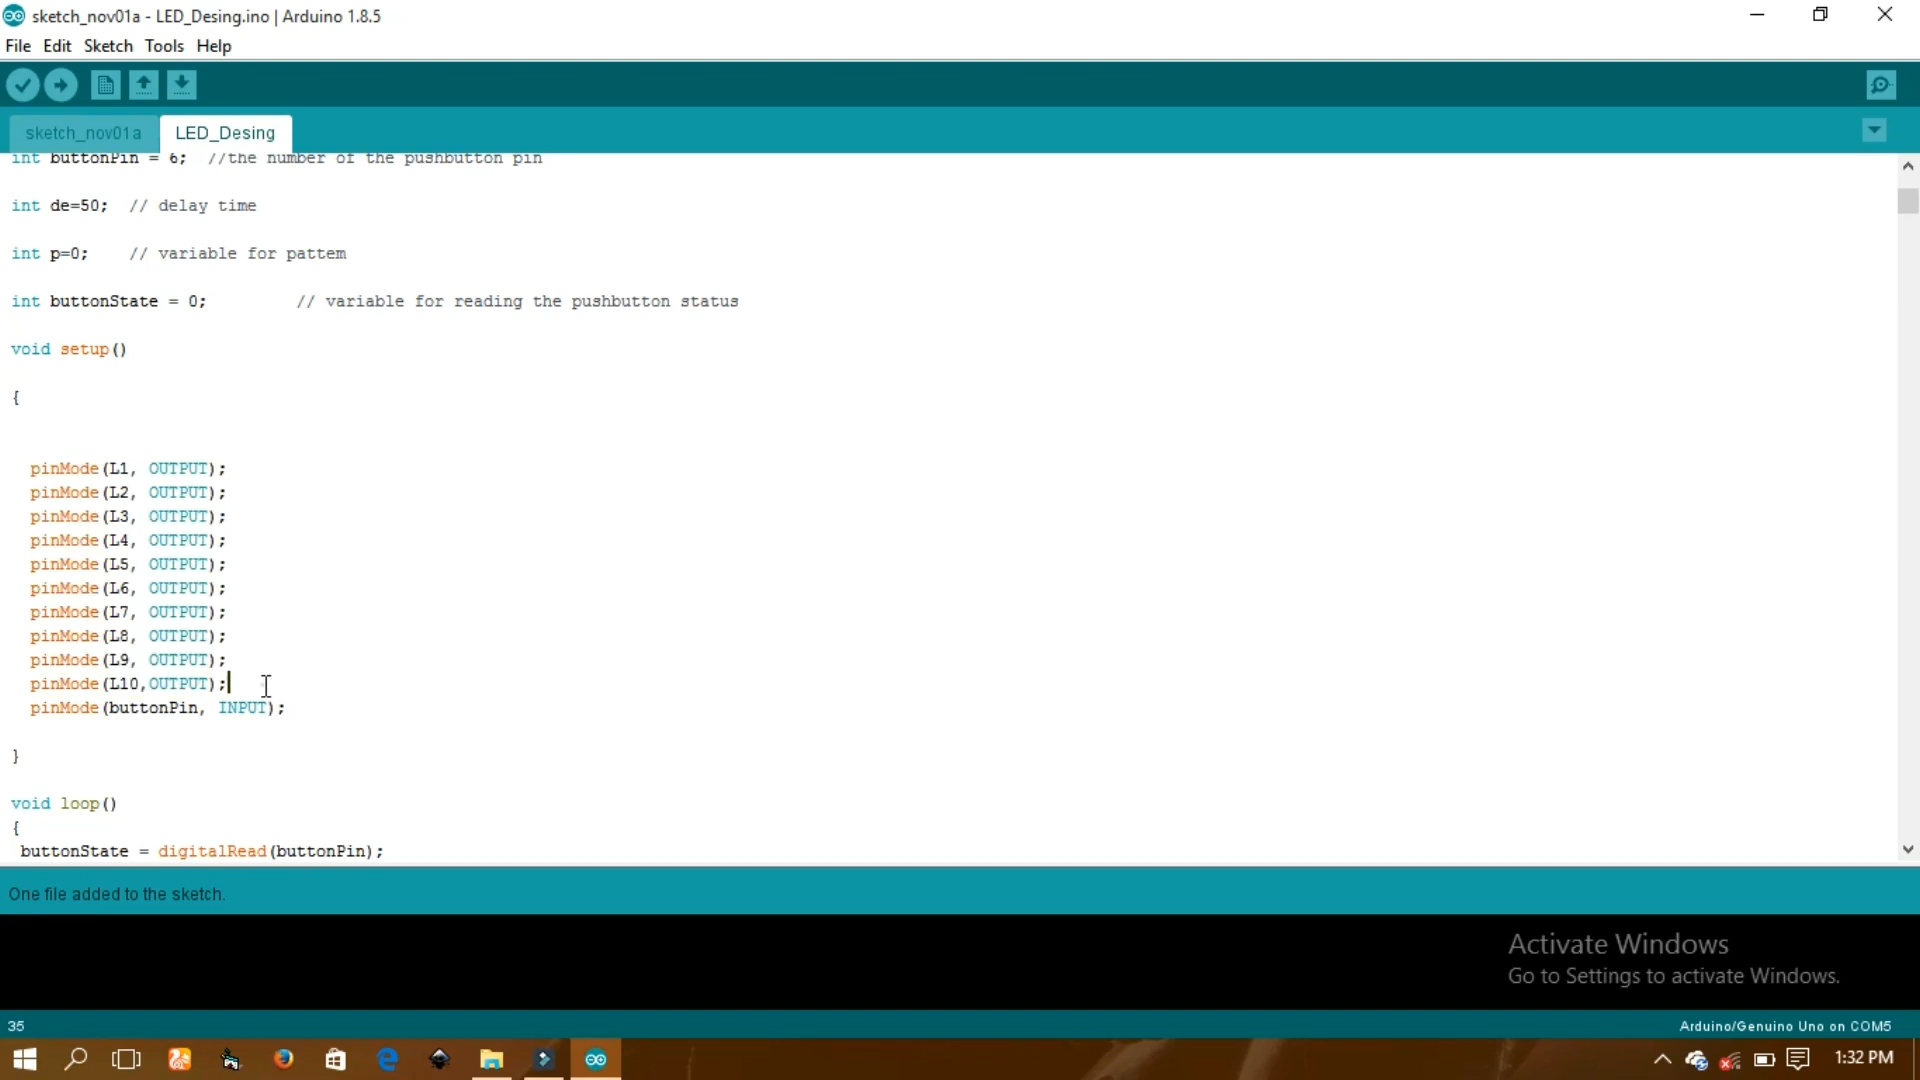 sketch_nov01a - LED_Desing.ino | Arduino 1.8.5
File Edit Sketch Tools Help
sketch_nov01a LED_Desing
int buttonPin = 6;  //the number of the pushbutton pin
int de=50;  // delay time
int p=0;    // variable for pattem
int buttonState = 0;         // variable for reading the pushbutton status
void setup()
{
pinMode(L1, OUTPUT);
pinMode(L2, OUTPUT);
pinMode(L3, OUTPUT);
pinMode(L4, OUTPUT);
pinMode(L5, OUTPUT);
pinMode(L6, OUTPUT);
pinMode(L7, OUTPUT);
pinMode(L8, OUTPUT);
pinMode(L9, OUTPUT);
pinMode(L10,OUTPUT);
pinMode(buttonPin, INPUT);
}
void loop()
{
buttonState = digitalRead(buttonPin);
One file added to the sketch.
Activate Windows
Go to Settings to activate Windows.
35
Arduino/Genuino Uno on COM5
1:32 PM